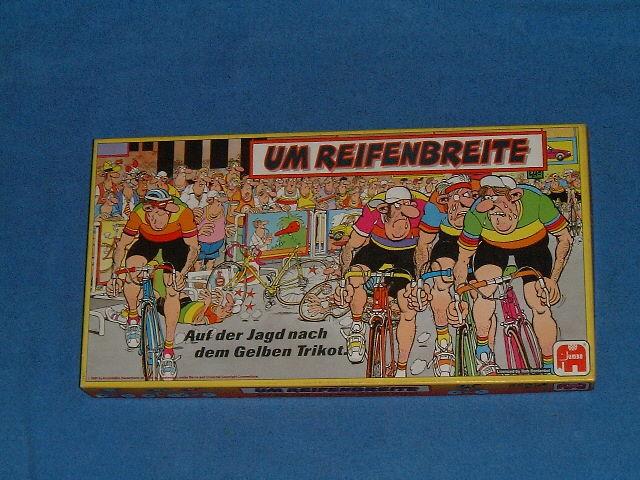 UM REIFENBREITE
Auf der Jagd nach
dem Gelben Trikot.
Jumbo
UM REIFENBREITE